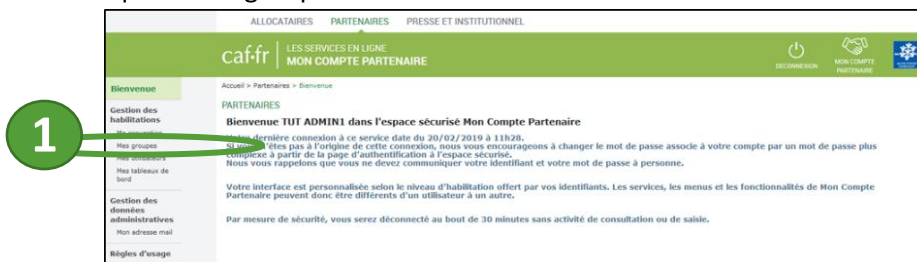 ALLOCATAIRES PARTENAIRES PRESSE ET INSTITUTIONNEL
caf.fr LES SERVICES EN LIGNE
MON COMPTE PARTENAIRE
DECONNEXION
MON COMPTE
PARTENAIRE
Bienvenue
Gestion des
habilitations
Mes groupes
Mes tableaux de
bord
Gestion des
données
administratives
Mon adresse mail
Règles d'usage
1
Accueil > Partenaires > Bienvenue
PARTENAIRES
Bienvenue TUT ADMIN1 dans l'espace sécurisé Mon Compte Partenaire
Votre dernière connexion à ce service date du 20/02/2019 à 11h28.
Si vous n'êtes pas à l'origine de cette connexion, nous vous encourageons à changer le mot de passe associé à votre compte par un mot de passe plus
complexe à partir de la page d'authentification à l'espace sécurisé.
Nous vous rappelons que vous ne devez communiquer votre identifiant et votre mot de passe à personne.
Votre interface est personnalisée selon le niveau d'habilitation offert par vos identifiants. Les services, les menus et les fonctionnalités de Mon Compte
Partenaire peuvent donc être différents d'un utilisateur à un autre.
Par mesure de sécurité, vous serez déconnecté au bout de 30 minutes sans activité de consultation ou de saisie.